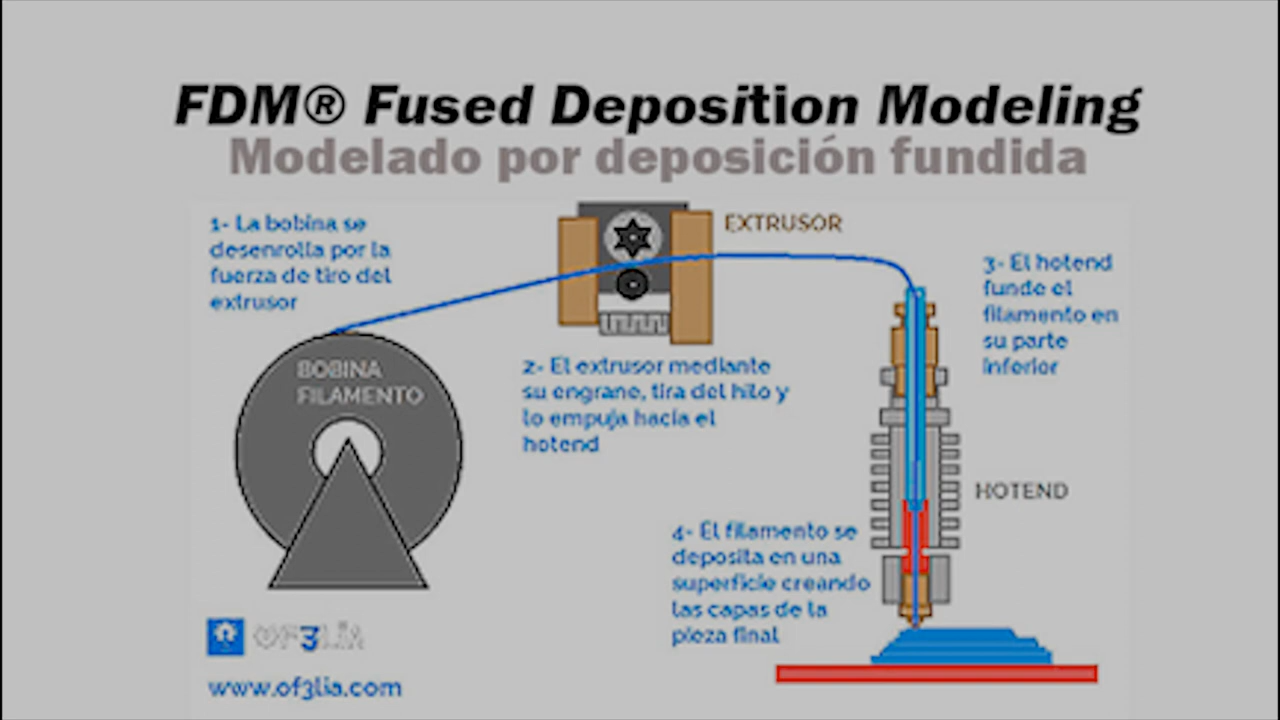 FDM® Fused Deposition Modeling
Modelado por deposición fundida
1- La bobina se
desenrolla por la
fuerza de tiro del
extrusor
EXTRUSOR
3- El hotend
funde el
filamento en
su parte
inferior
BOBINA
FILAMENTO
2- El extrusor mediante
su engrane, tira del hilo y
lo empuja hacia el
hotend
HOTEND
4- El filamento se
deposita en una
superficie creando
las capas de la
pieza final
OF3LIA
www.of3lia.com